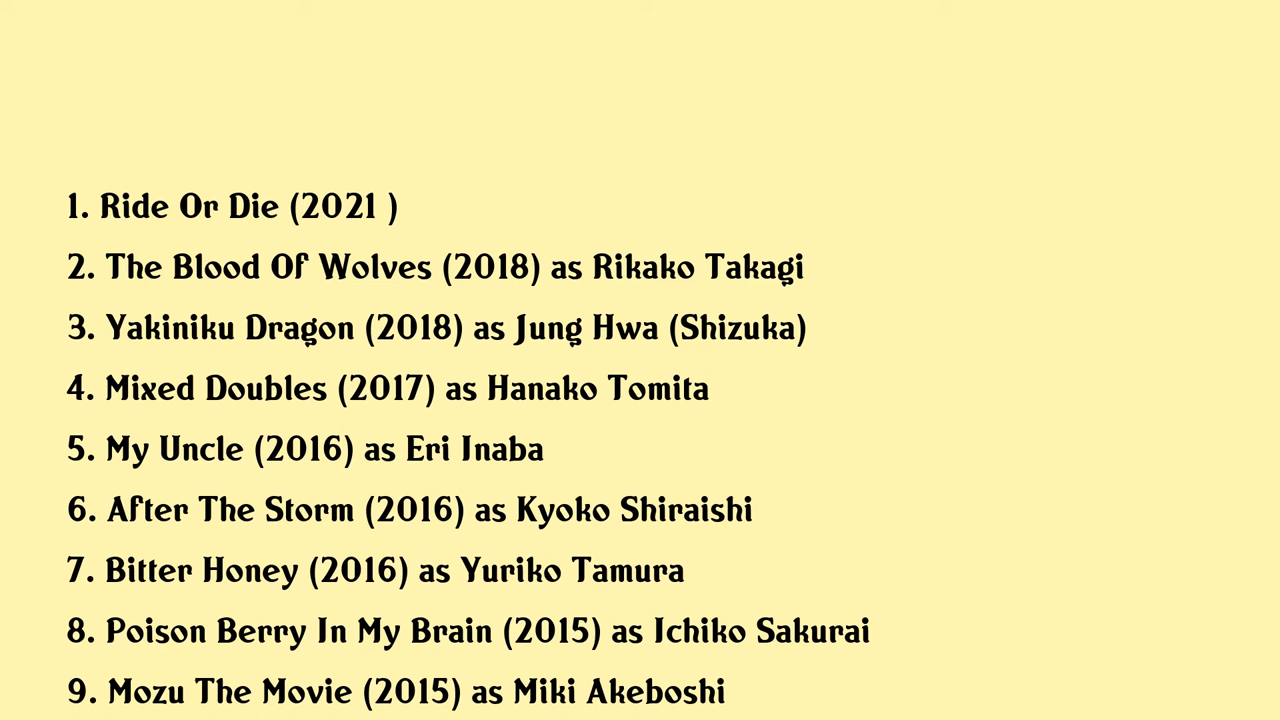 1. Ride Or Die (2021 )
2. The Blood Of Wolves (2018) as Rikako Takagi
3. Yakiniku Dragon (2018) as Jung Hwa (Shizuka)
4. Mixed Doubles (2017) as Hanako Tomita
5. My Uncle (2016) as Eri Inaba
6. After The Storm (2016) as Kyoko Shiraishi
7. Bitter Honey (2016) as Yuriko Tamura
8. Poison Berry In My Brain (2015) as Ichiko Sakurai
9. Mozu The Movie (2015) as Miki Akeboshi